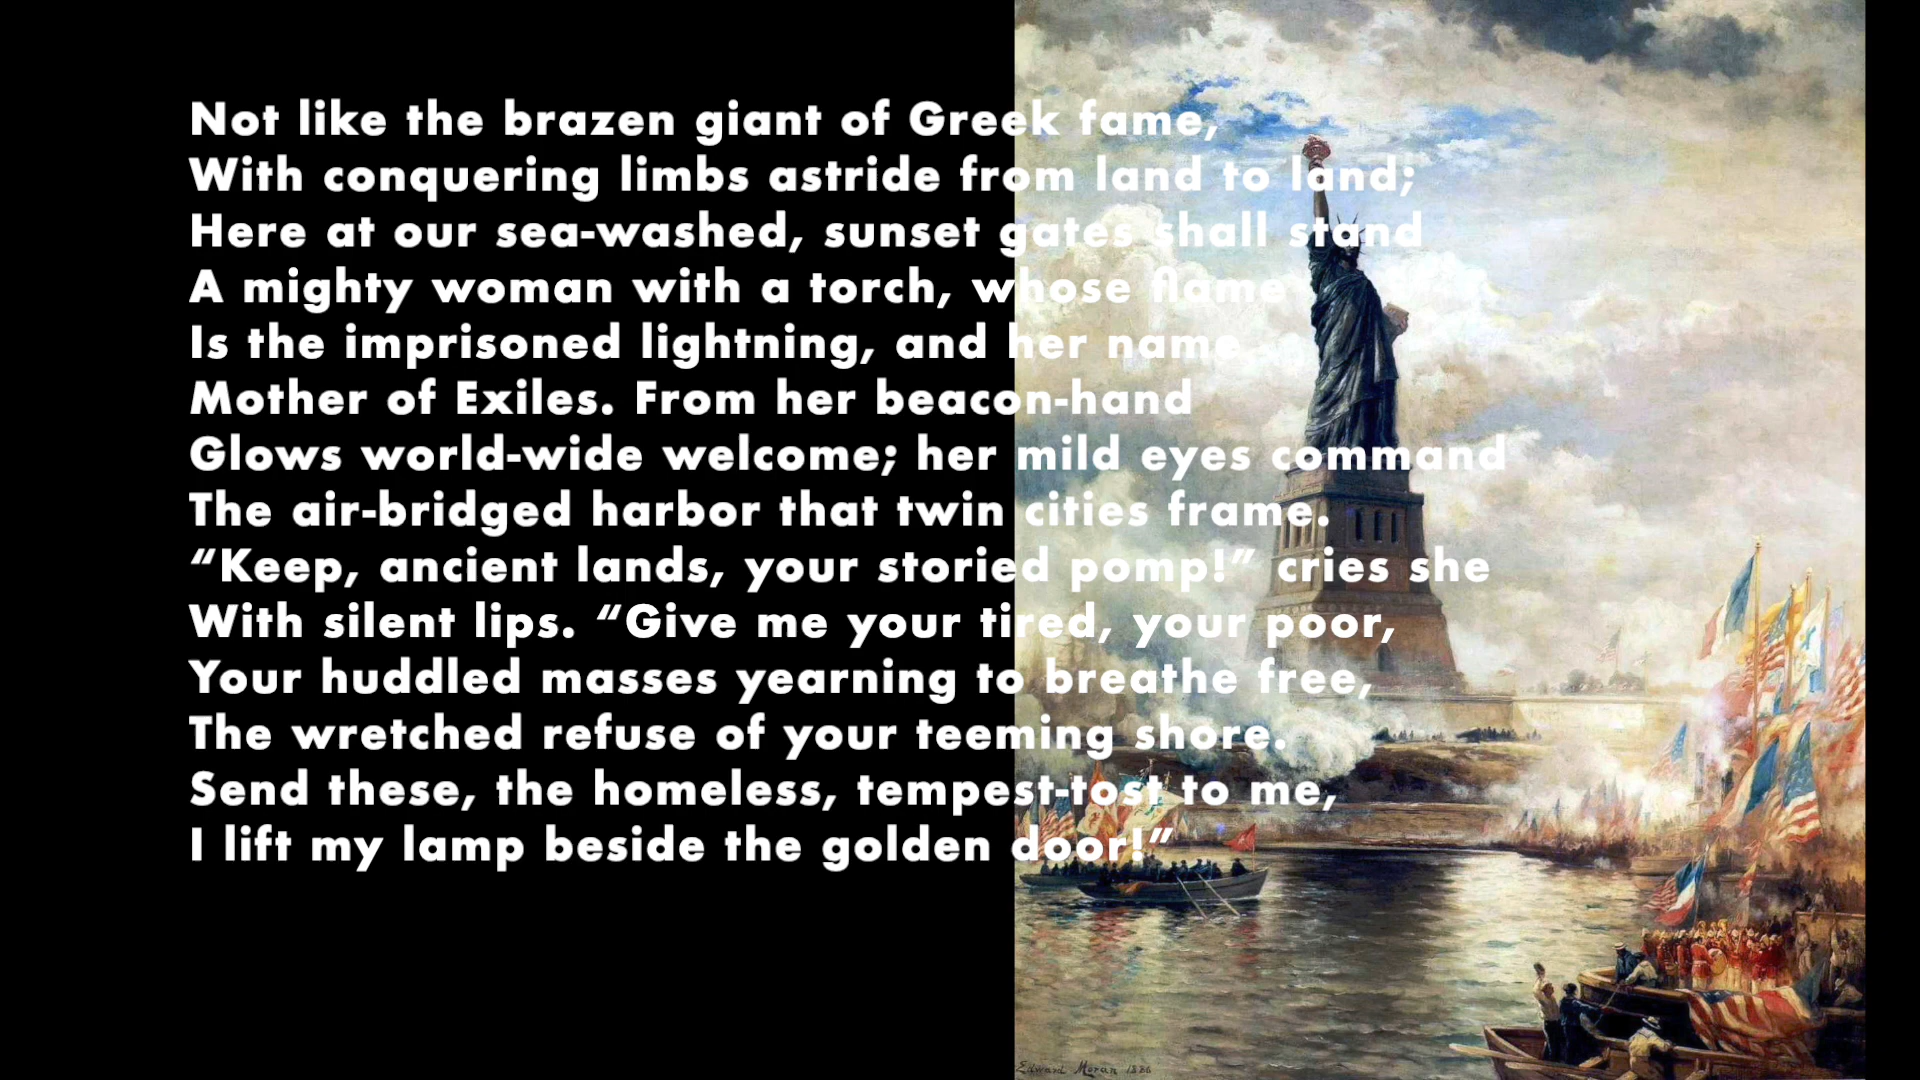 Not like the brazen giant of Greek fame,
With conquering limbs astride from land to land;
Here at our sea-washed, sunset gates shall stand
A mighty woman with a torch, whose flame
Is the imprisoned lightning, and her name
Mother of Exiles. From her beacon-hand
Glows world-wide welcome; her mild eyes command
The air-bridged harbor that twin cities frame.
“Keep, ancient lands, your storied pomp!” cries she
With silent lips. “Give me your tired, your poor,
Your huddled masses yearning to breathe free,
The wretched refuse of your teeming shore.
Send these, the homeless, tempest-tost to me,
I lift my lamp beside the golden door!”
Edward Moran 1886